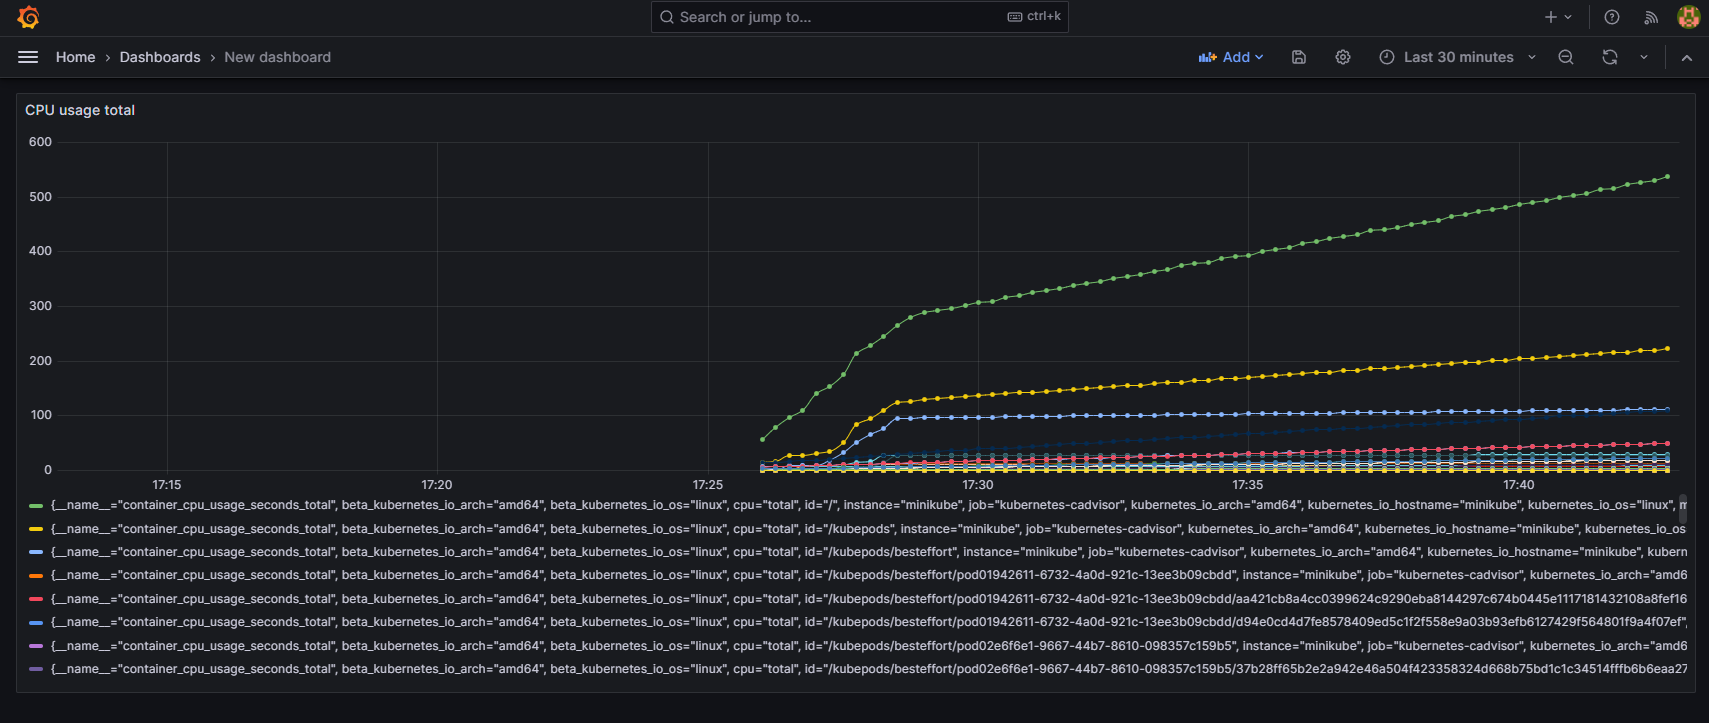 Search or jump to... ctrl+k
Home › Dashboards › New dashboard
Add
Last 30 minutes
CPU usage total
600
500
400
300
200
100
0
17:15 17:20 17:25 17:30 17:35 17:40
{__name__="container_cpu_usage_seconds_total", beta_kubernetes_io_arch="amd64", beta_kubernetes_io_os="linux", cpu="total", id="/", instance="minikube", job="kubernetes-cadvisor", kubernetes_io_arch="amd64", kubernetes_io_hostname="minikube", kubernetes_io_os="linux", m
{__name__="container_cpu_usage_seconds_total", beta_kubernetes_io_arch="amd64", beta_kubernetes_io_os="linux", cpu="total", id="/kubepods", instance="minikube", job="kubernetes-cadvisor", kubernetes_io_arch="amd64", kubernetes_io_hostname="minikube", kubernetes_io_os
{__name__="container_cpu_usage_seconds_total", beta_kubernetes_io_arch="amd64", beta_kubernetes_io_os="linux", cpu="total", id="/kubepods/besteffort", instance="minikube", job="kubernetes-cadvisor", kubernetes_io_arch="amd64", kubernetes_io_hostname="minikube", kubern
{__name__="container_cpu_usage_seconds_total", beta_kubernetes_io_arch="amd64", beta_kubernetes_io_os="linux", cpu="total", id="/kubepods/besteffort/pod01942611-6732-4a0d-921c-13ee3b09cbdd", instance="minikube", job="kubernetes-cadvisor", kubernetes_io_arch="amd6
{__name__="container_cpu_usage_seconds_total", beta_kubernetes_io_arch="amd64", beta_kubernetes_io_os="linux", cpu="total", id="/kubepods/besteffort/pod01942611-6732-4a0d-921c-13ee3b09cbdd/aa421cb8a4cc0399624c9290eba8144297c674b0445e1117181432108a8fef16
{__name__="container_cpu_usage_seconds_total", beta_kubernetes_io_arch="amd64", beta_kubernetes_io_os="linux", cpu="total", id="/kubepods/besteffort/pod01942611-6732-4a0d-921c-13ee3b09cbdd/d94e0cd4d7fe8578409ed5c1f2f558e9a03b93efb6127429f564801f9a4f07ef",
{__name__="container_cpu_usage_seconds_total", beta_kubernetes_io_arch="amd64", beta_kubernetes_io_os="linux", cpu="total", id="/kubepods/besteffort/pod02e6f6e1-9667-44b7-8610-098357c159b5", instance="minikube", job="kubernetes-cadvisor", kubernetes_io_arch="amd6
{__name__="container_cpu_usage_seconds_total", beta_kubernetes_io_arch="amd64", beta_kubernetes_io_os="linux", cpu="total", id="/kubepods/besteffort/pod02e6f6e1-9667-44b7-8610-098357c159b5/37b28ff65b2e2a942e46a504f423358324d668b75bd1c1c34514fffb6b6eaa27